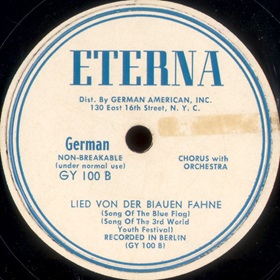 ETERNA
Dist. By GERMAN AMERICAN, INC.
130 East 16th Street, N. Y. C.
German
NON-BREAKABLE
(under normal use)
GY 100 B
CHORUS with
ORCHESTRA
LIED VON DER BIAUEN FAHNE
(Song Of The Blue Flag)
(Song Of The 3rd World
Youth Festival)
RECORDED IN BERLIN
(GY 100 B)